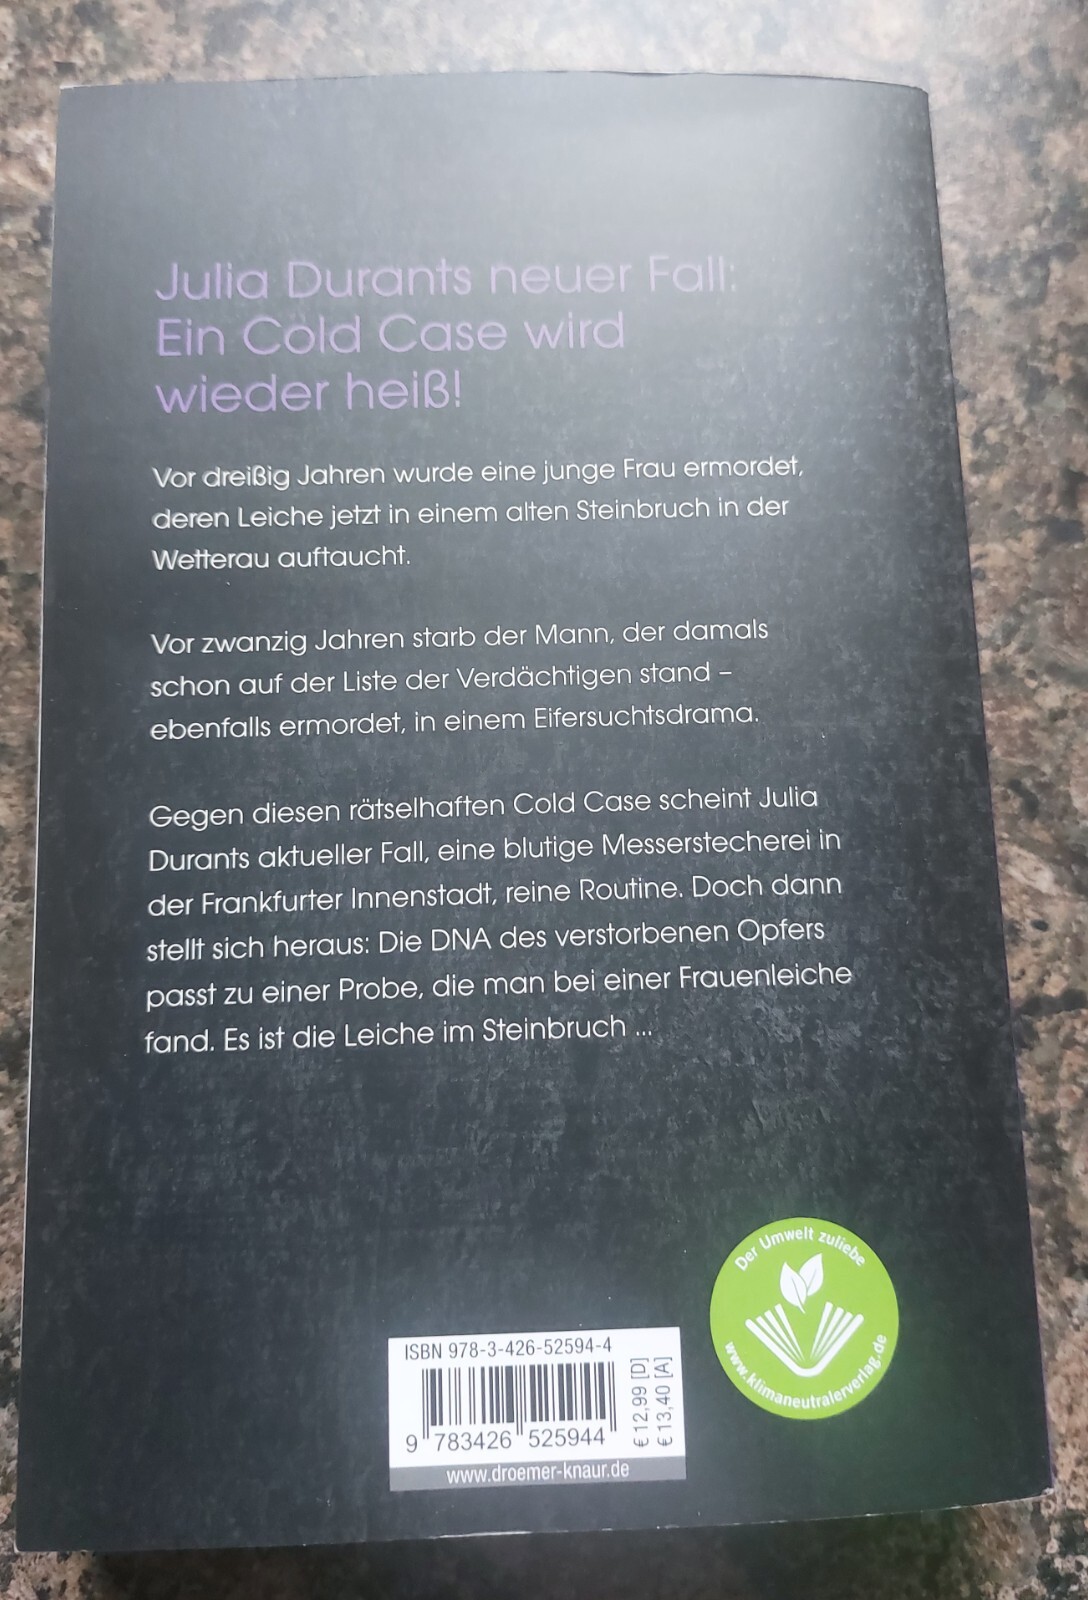 Julia Durants neuer Fall:
Ein Cold Case wird
wieder heiß!
Vor dreißig Jahren wurde eine junge Frau ermordet,
deren Leiche jetzt in einem alten Steinbruch in der
Wetterau auftaucht.
Vor zwanzig Jahren starb der Mann, der damals
schon auf der Liste der Verdächtigen stand –
ebenfalls ermordet, in einem Eifersuchtsdrama.
Gegen diesen rätselhaften Cold Case scheint Julia
Durants aktueller Fall, eine blutige Messerstecherei in
der Frankfurter Innenstadt, reine Routine. Doch dann
stellt sich heraus: Die DNA des verstorbenen Opfers
passt zu einer Probe, die man bei einer Frauenleiche
fand. Es ist die Leiche im Steinbruch ...
Der Umwelt zuliebe
www.klimaneutralerverlag.de
ISBN 978-3-426-52594-4
9 783426 525944
€ 12,99 [D]
€ 13,40 [A]
www.droemer-knaur.de